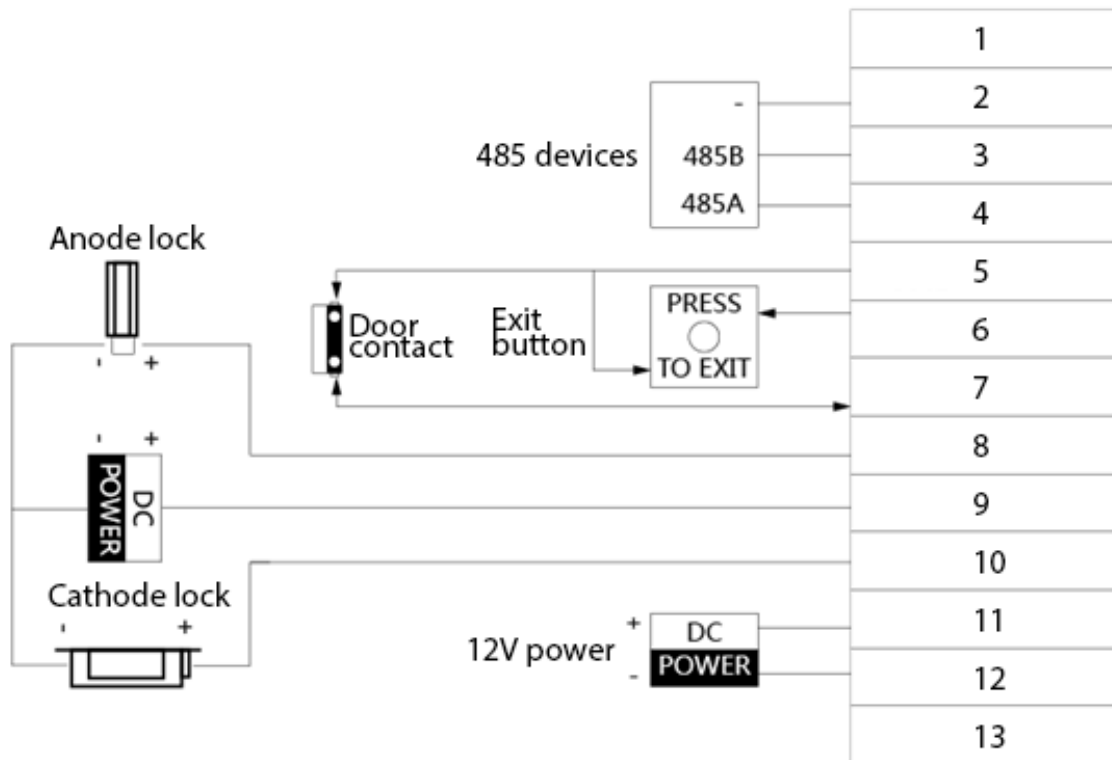 1
2
3
4
5
6
7
8
9
10
11
12
13
-
485B
485A
485 devices
Anode lock
- +
Door
contact
Exit
button
PRESS
TO EXIT
- +
DC
POWER
Cathode lock
- +
12V power
+
-
DC
POWER